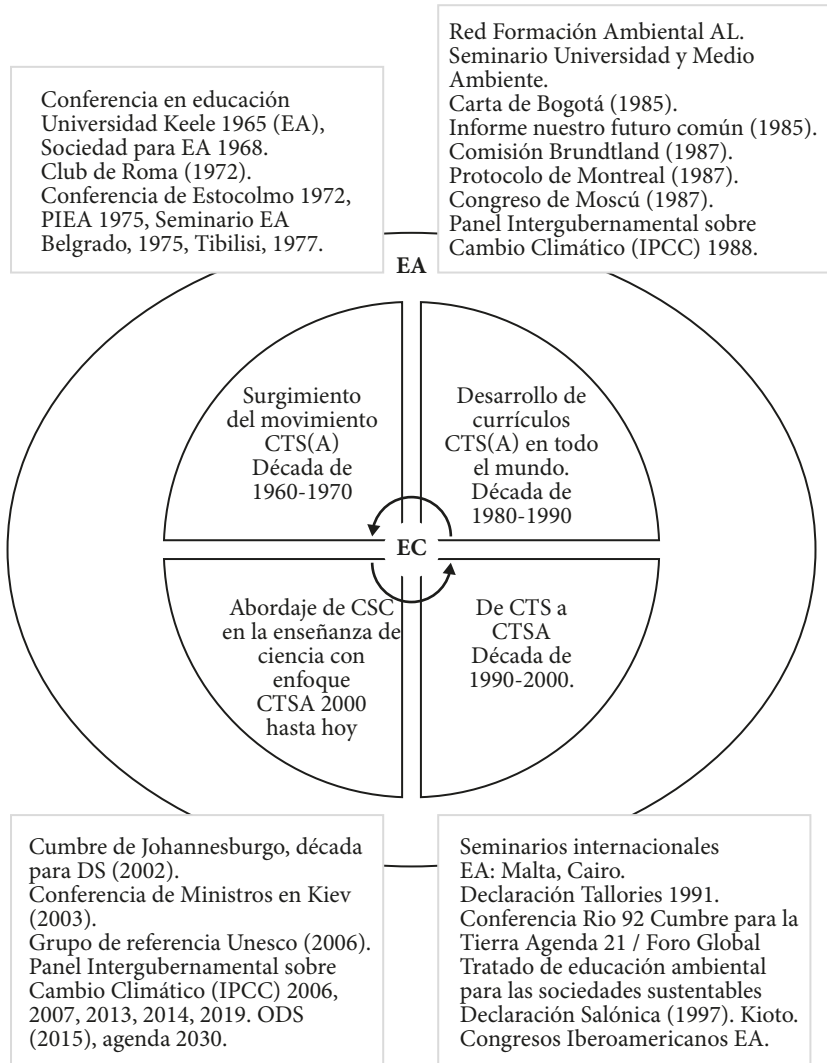 Conferencia en educación
Universidad Keele 1965 (EA),
Sociedad para EA 1968.
Club de Roma (1972).
Conferencia de Estocolmo 1972,
PIEA 1975, Seminario EA
Belgrado, 1975, Tibilisi, 1977.
Red Formación Ambiental AL.
Seminario Universidad y Medio
Ambiente.
Carta de Bogotá (1985).
Informe nuestro futuro común (1985).
Comisión Brundtland (1987).
Protocolo de Montreal (1987).
Congreso de Moscú (1987).
Panel Intergubernamental sobre
Cambio Climático (IPCC) 1988.
EA
Surgimiento
del movimiento
CTS(A)
Década de
1960-1970
Desarrollo de
currículos
CTS(A) en todo
el mundo.
Década de
1980-1990
EC
Abordaje de CSC
en la enseñanza de
ciencia con
enfoque
CTSA 2000
hasta hoy
De CTS a
CTSA
Década de
1990-2000.
Cumbre de Johannesburgo, década
para DS (2002).
Conferencia de Ministros en Kiev
(2003).
Grupo de referencia Unesco (2006).
Panel Intergubernamental sobre
Cambio Climático (IPCC) 2006,
2007, 2013, 2014, 2019. ODS
(2015), agenda 2030.
Seminarios internacionales
EA: Malta, Cairo.
Declaración Tallories 1991.
Conferencia Rio 92 Cumbre para la
Tierra Agenda 21 / Foro Global
Tratado de educación ambiental
para las sociedades sustentables
Declaración Salónica (1997). Kioto.
Congresos Iberoamericanos EA.